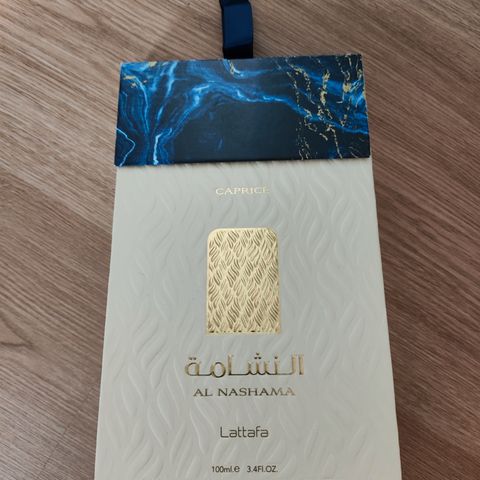 CAPRICE
النشامة
AL NASHAMA
Lattafa
100ml.e 3.4FL.OZ.